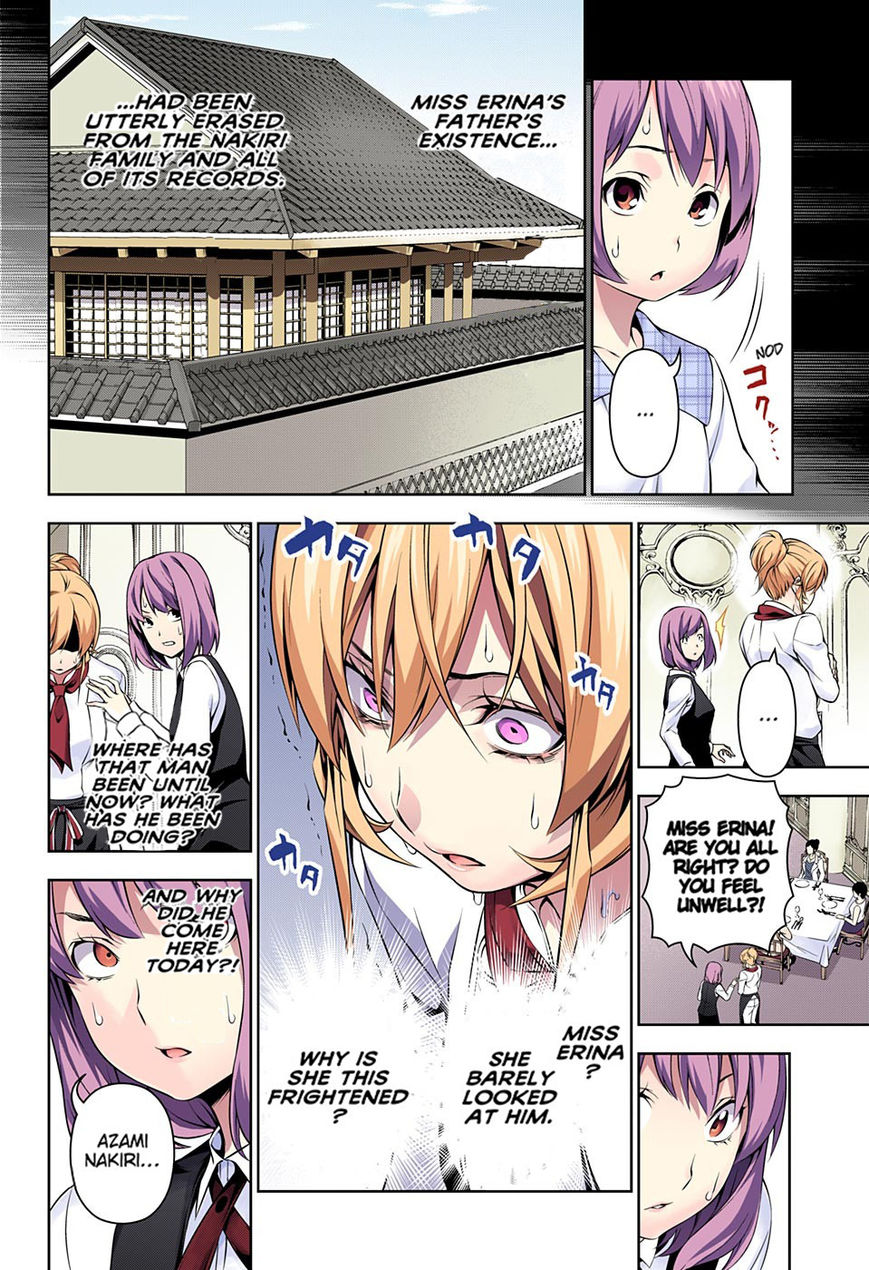 NOD
コクッ…
...
MISS ERINA'S
FATHER'S
EXISTENCE...
...HAD BEEN
UTTERLY ERASED
FROM THE NAKIRI
FAMILY AND ALL
OF ITS RECORDS.
...
MISS ERINA!
ARE YOU ALL
RIGHT? DO
YOU FEEL
UNWELL?!
カタ
カタ
カタ
カタ
MISS
ERINA?
SHE
BARELY
LOOKED
AT HIM.
WHY IS
SHE THIS
FRIGHTENED
?
WHERE HAS
THAT MAN
BEEN UNTIL
NOW? WHAT
HAS HE BEEN
DOING?
AND WHY
DID HE
COME
HERE
TODAY?!
AZAMI
NAKIRI...